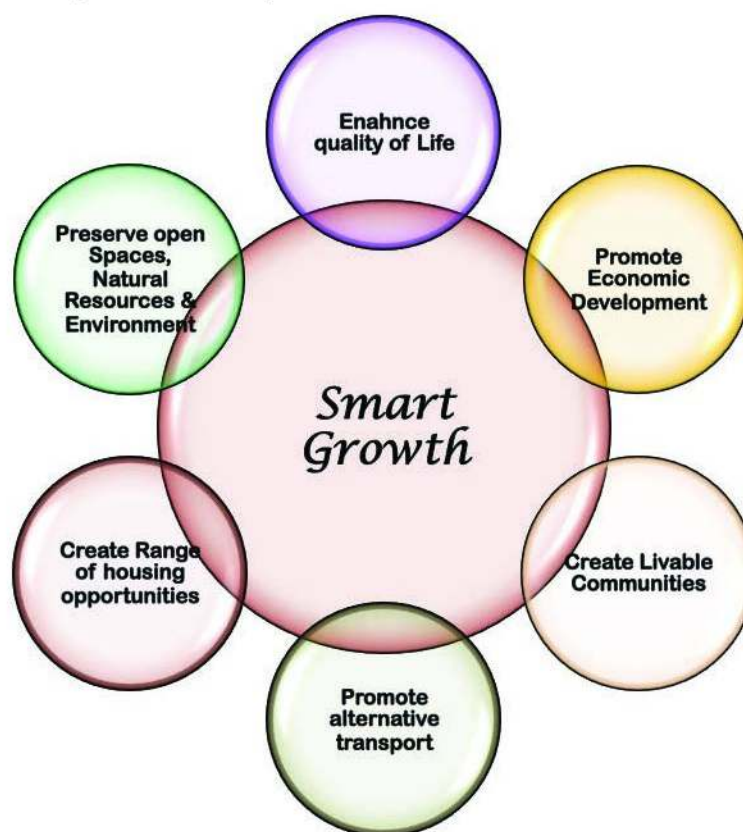 Enahnce
quality of Life
Preserve open
Spaces,
Natural
Resources &
Environment
Promote
Economic
Development
Smart
Growth
Create Range
of housing
opportunities
Create Livable
Communities
Promote
alternative
transport